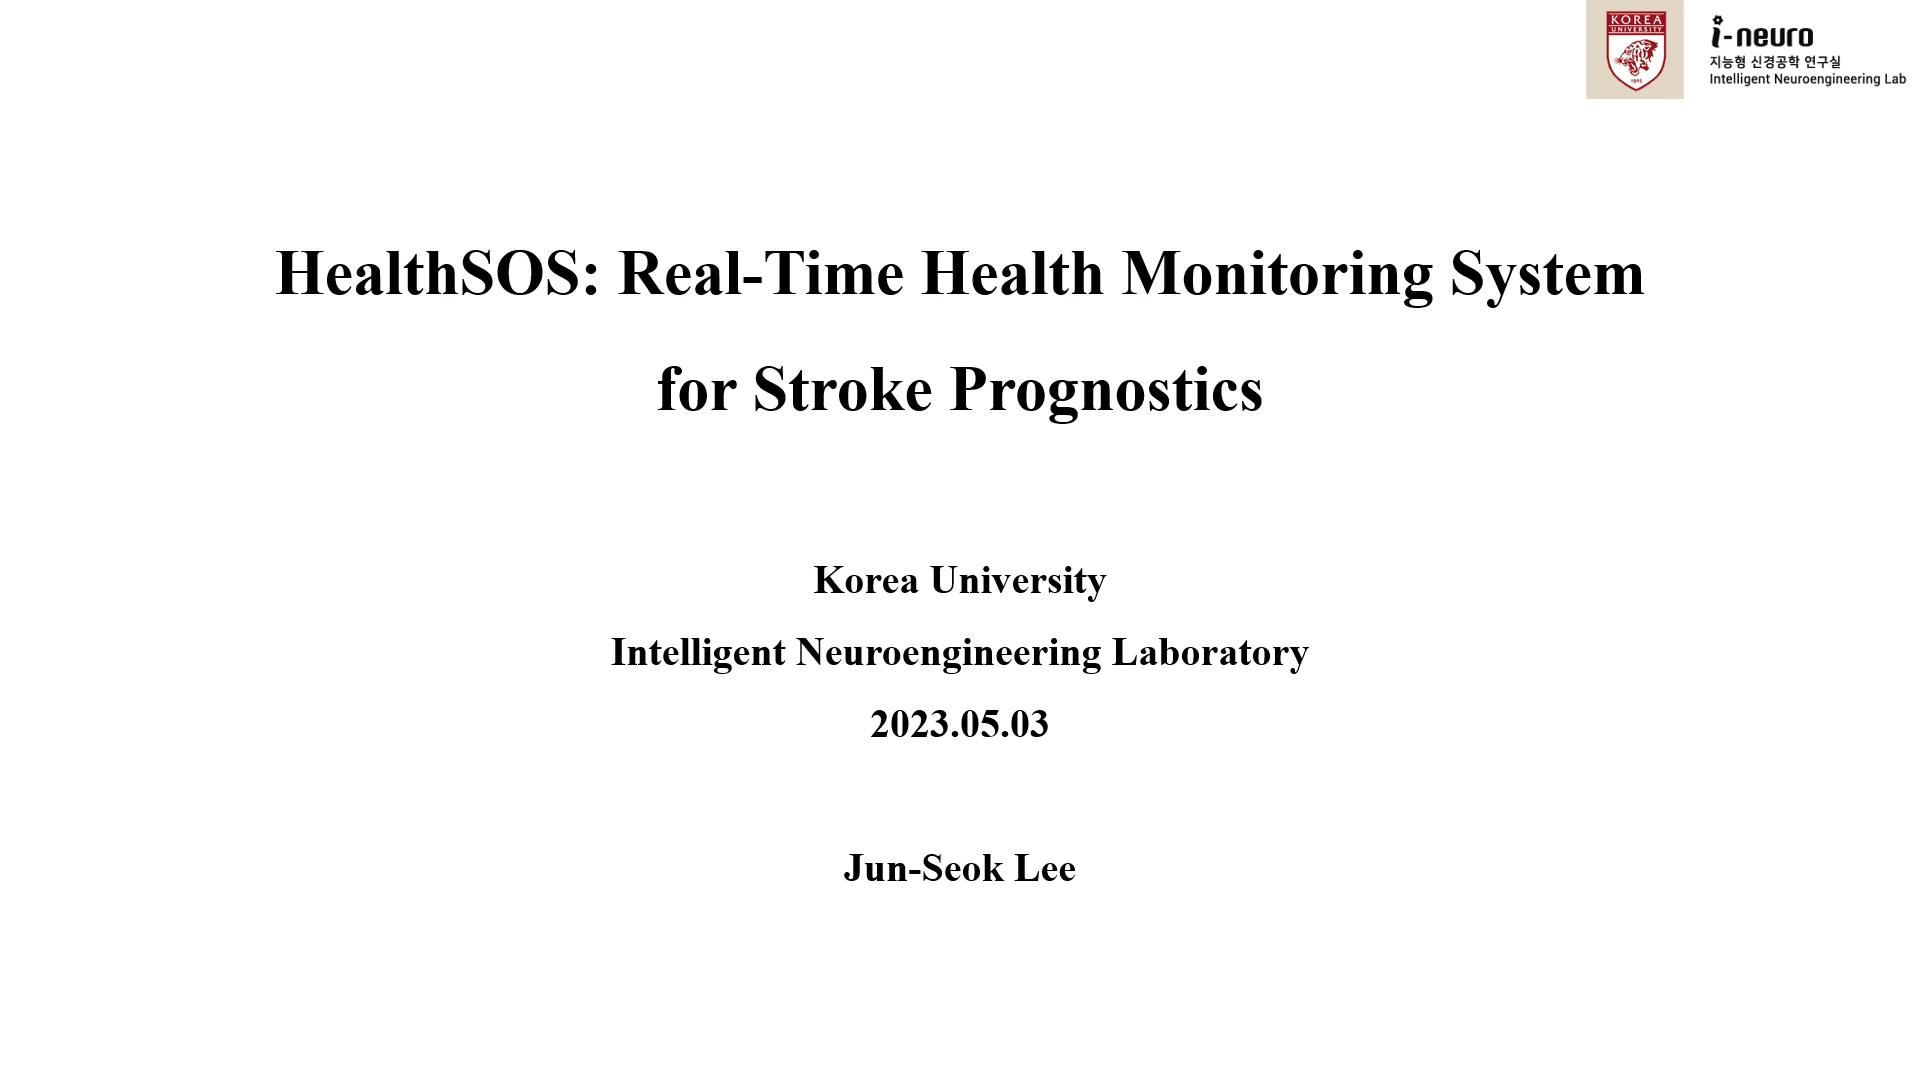 KOREA
UNIVERSITY
1905
i-neuro
지능형 신경공학 연구실
Intelligent Neuroengineering Lab
HealthSOS: Real-Time Health Monitoring System
for Stroke Prognostics
Korea University
Intelligent Neuroengineering Laboratory
2023.05.03
Jun-Seok Lee